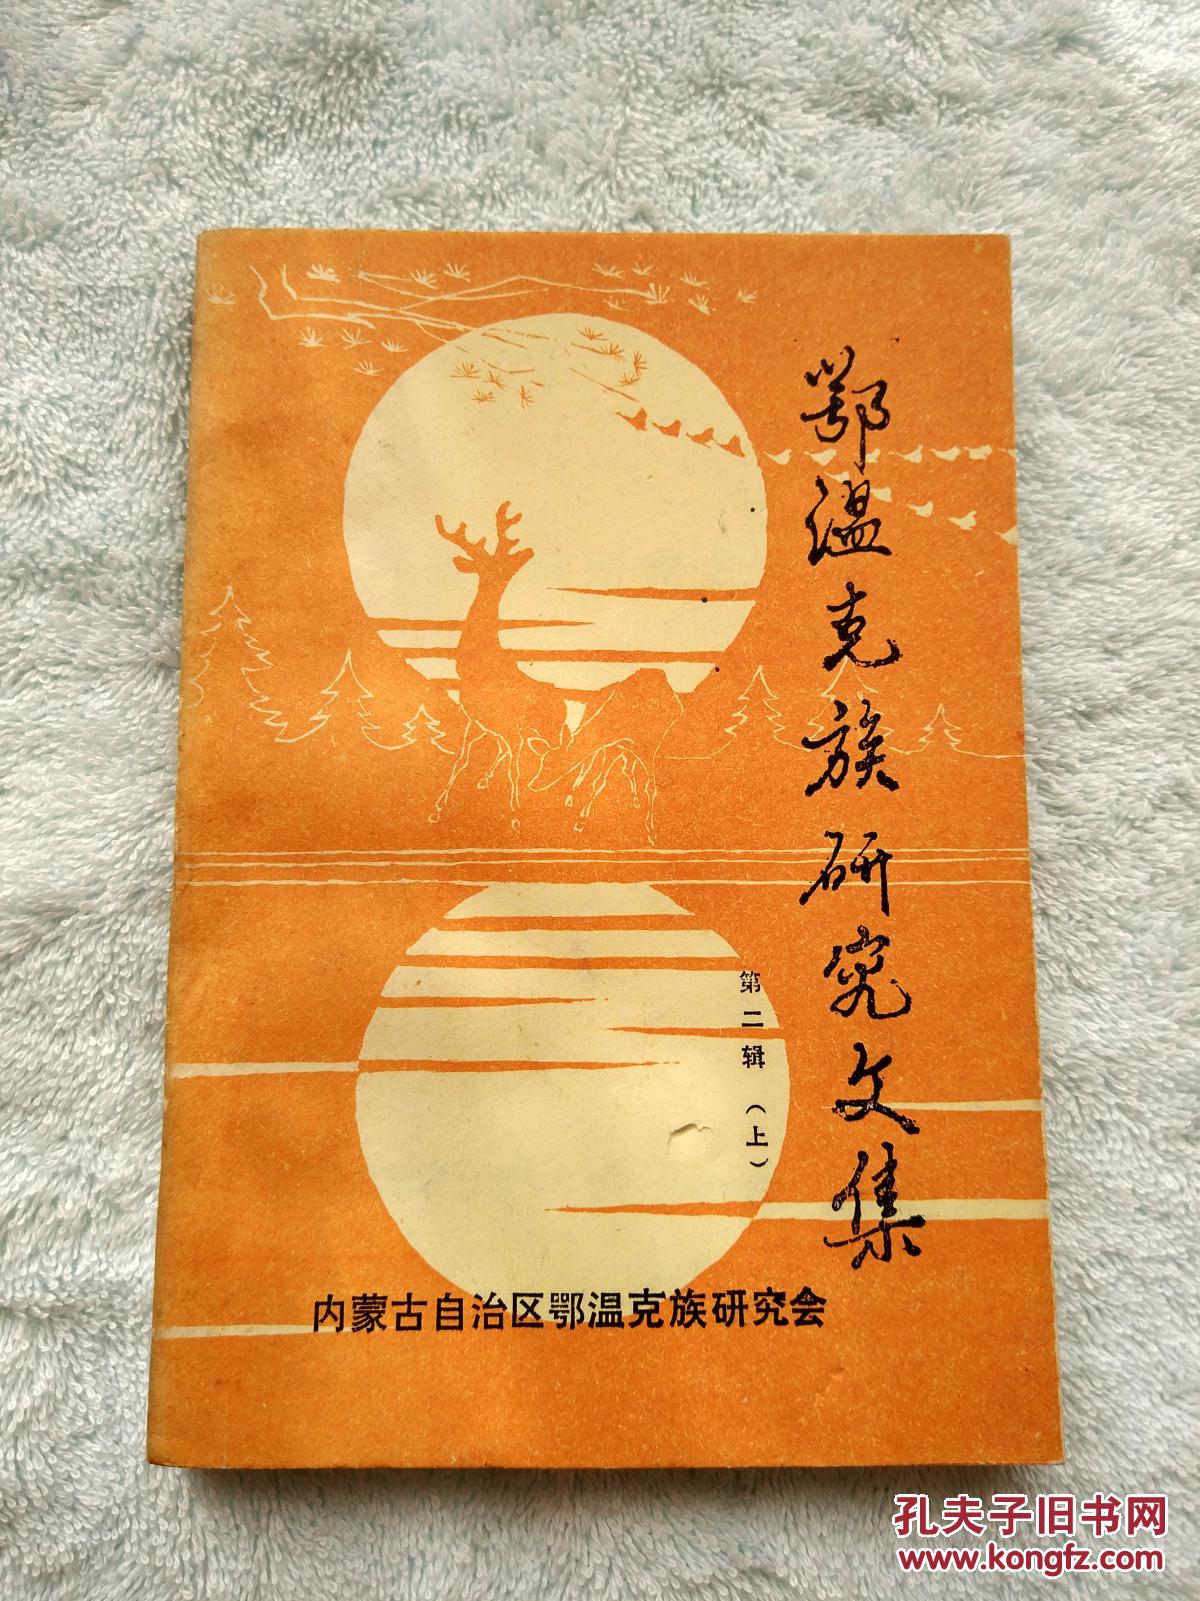 鄂温克族研究文集
第二辑（上）
内蒙古自治区鄂温克族研究会
孔夫子旧书网
www.kongfz.com